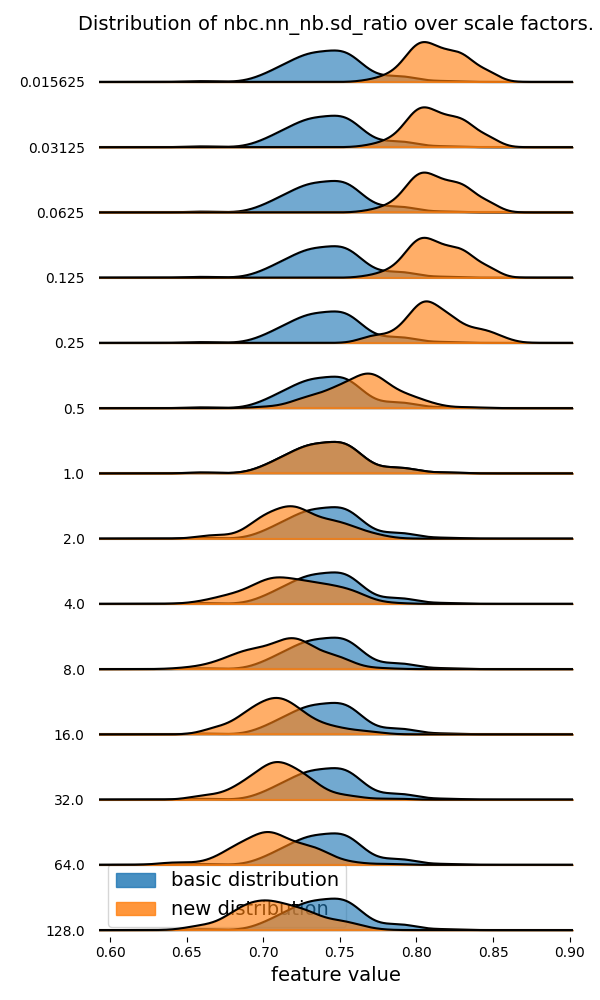 Distribution of nbc.nn_nb.sd_ratio over scale factors.
0.015625
0.03125
0.0625
0.125
0.25
0.5
1.0
2.0
4.0
8.0
16.0
32.0
64.0
basic distribution
new distribution
128.0
0.60 0.65 0.70 0.75 0.80 0.85 0.90
feature value